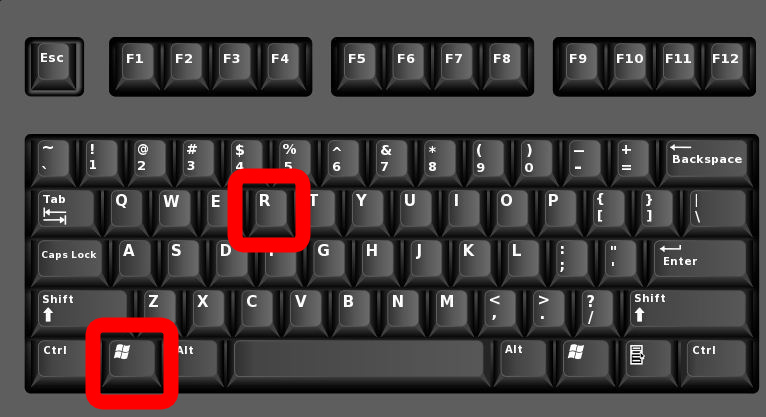 Esc F1 F2 F3 F4 F5 F6 F7 F8 F9 F10 F11 F12
~ ! @ # $ % ^ & * ( ) — + Backspace
` 1 2 3 4 5 6 7 8 9 0 - =
Tab Q W E R T Y U I O P { } |
[ ] \
Caps Lock A S D F G H J K L : " Enter
; '
Shift Z X C V B N M < > ? Shift
, . /
Ctrl Alt Alt Ctrl